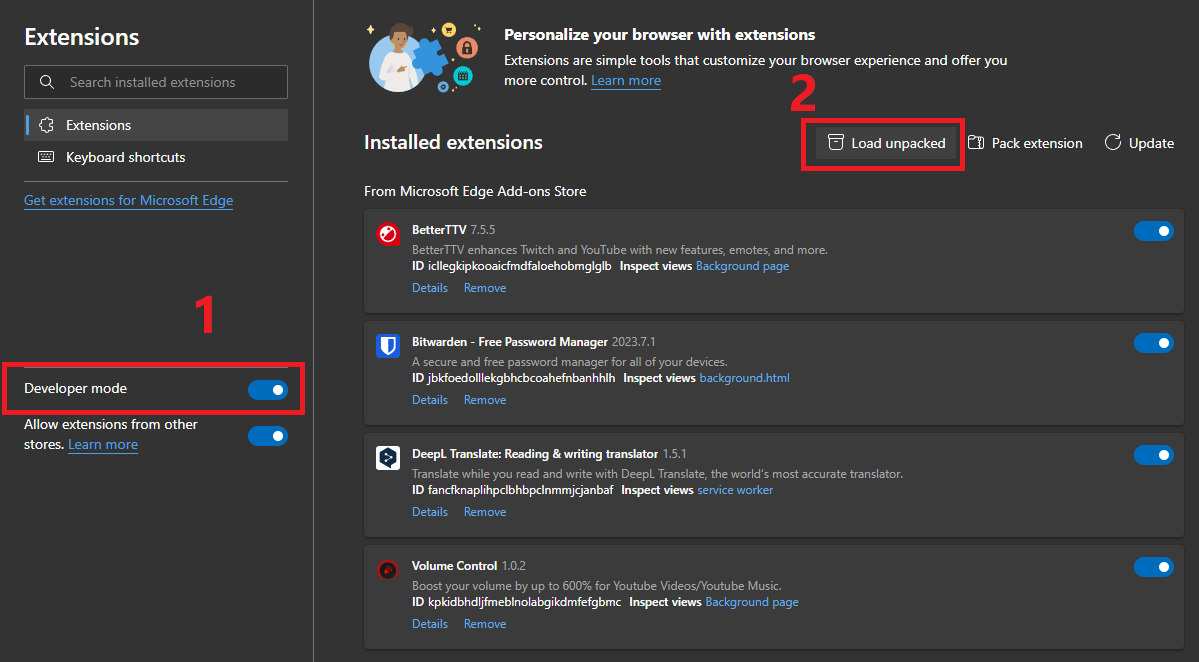 Extensions
Search installed extensions
Extensions
Keyboard shortcuts
Get extensions for Microsoft Edge
1
Developer mode
Allow extensions from other
stores. Learn more
Personalize your browser with extensions
Extensions are simple tools that customize your browser experience and offer you
more control. Learn more
2
Installed extensions
Load unpacked
Pack extension
Update
From Microsoft Edge Add-ons Store
BetterTTV 7.5.5
BetterTTV enhances Twitch and YouTube with new features, emotes, and more.
ID icllegkipkooaicfmdfaloehobmglglb Inspect views Background page
Details Remove
Bitwarden - Free Password Manager 2023.7.1
A secure and free password manager for all of your devices.
ID jbkfoedolllekgbhcbcoahefnbanhhlh Inspect views background.html
Details Remove
DeepL Translate: Reading & writing translator 1.5.1
Translate while you read and write with DeepL Translate, the world's most accurate translator.
ID fancfknaplihpclbhbpclnmmjcjanbaf Inspect views service worker
Details Remove
Volume Control 1.0.2
Boost your volume by up to 600% for Youtube Videos/Youtube Music.
ID kpkidbhdljfmeblnolabgikdmfefgbmc Inspect views Background page
Details Remove